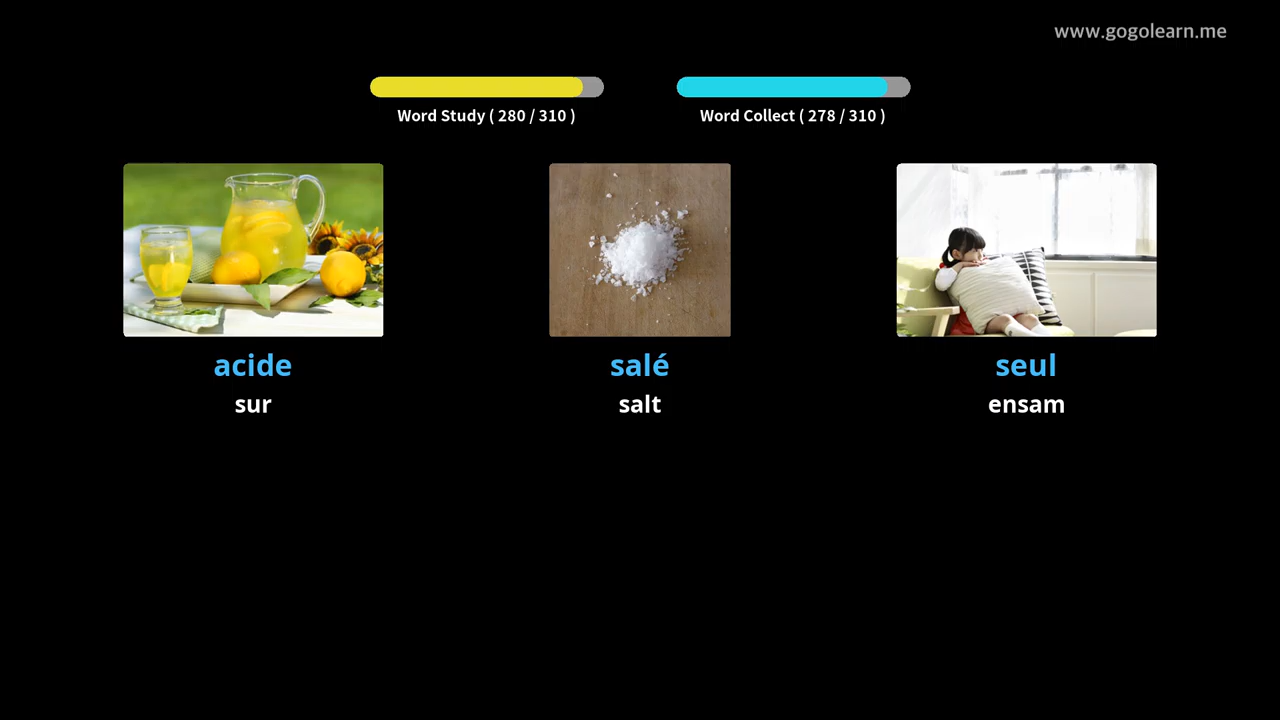 www.gogolearn.me
Word Study ( 280 / 310 )
Word Collect ( 278 / 310 )
acide
salé
seul
sur
salt
ensam